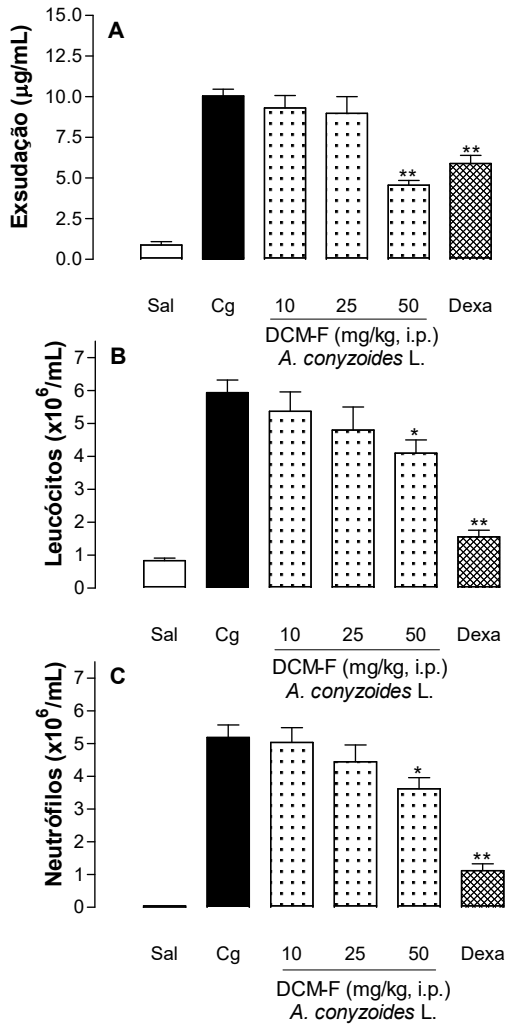 A
Exsudação (µg/mL)
15.0
12.5
10.0
7.5
5.0
2.5
0.0
**
**
Sal Cg 10 25 50 Dexa
DCM-F (mg/kg, i.p.)
A. conyzoides L.
B
Leucócitos (x10⁶/mL)
7
6
5
4
3
2
1
0
*
**
Sal Cg 10 25 50 Dexa
DCM-F (mg/kg, i.p.)
A. conyzoides L.
C
Neutrófilos (x10⁶/mL)
7
6
5
4
3
2
1
0
*
**
Sal Cg 10 25 50 Dexa
DCM-F (mg/kg, i.p.)
A. conyzoides L.